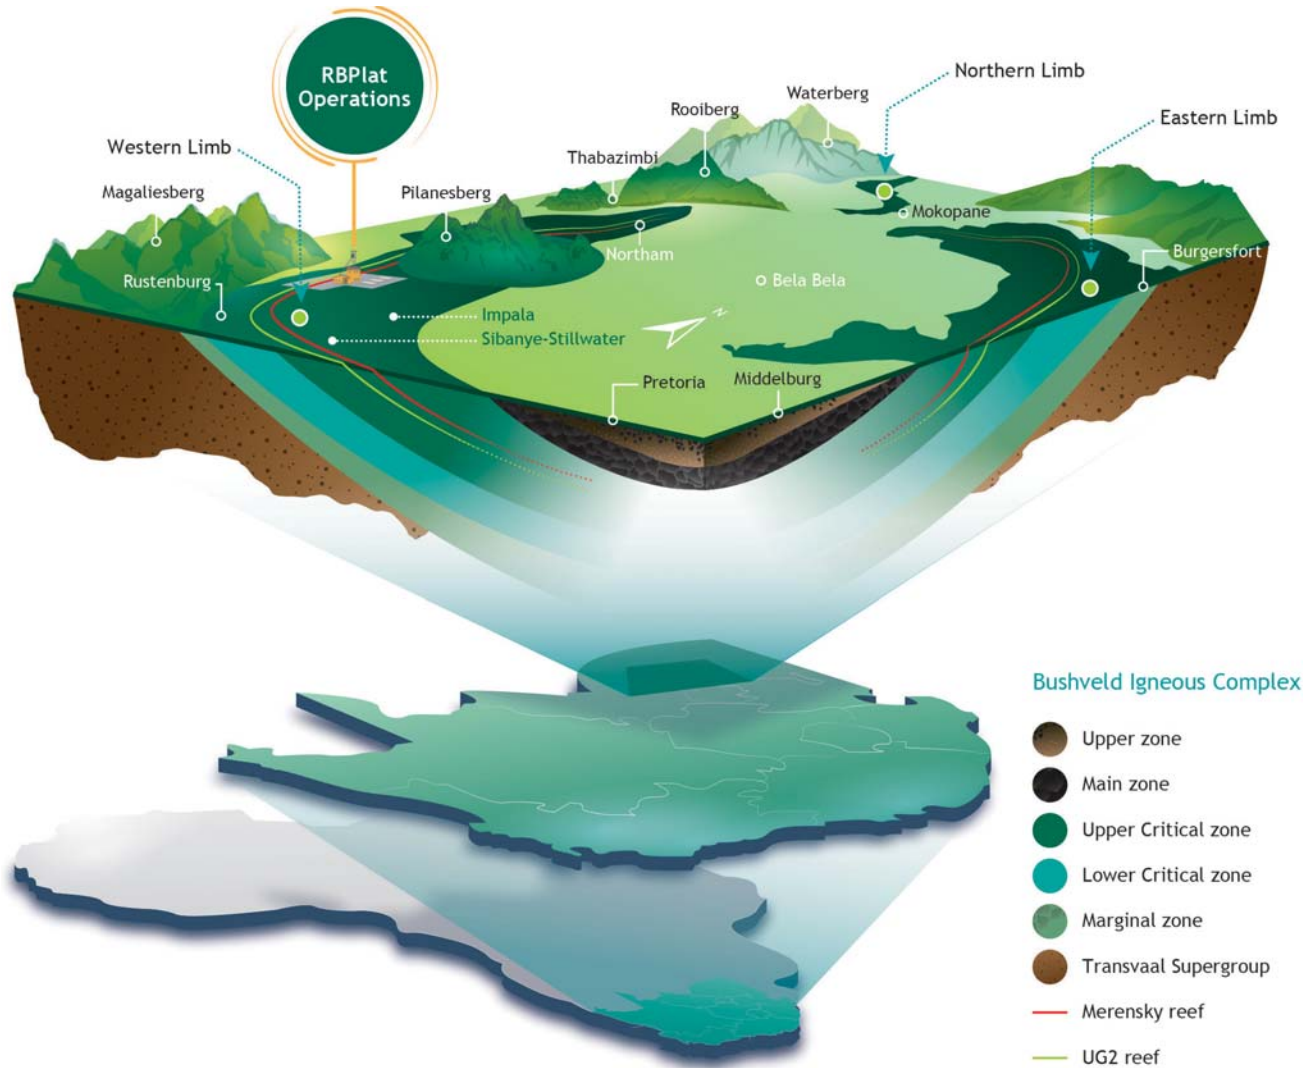 RBPlat
Operations
Northern Limb
Waterberg
Rooiberg
Eastern Limb
Western Limb
Thabazimbi
Magaliesberg
Pilanesberg
Mokopane
Northam
Burgersfort
Rustenburg
Bela Bela
Impala
N
Sibanye-Stillwater
Pretoria
Middelburg
Bushveld Igneous Complex
Upper zone
Main zone
Upper Critical zone
Lower Critical zone
Marginal zone
Transvaal Supergroup
Merensky reef
UG2 reef